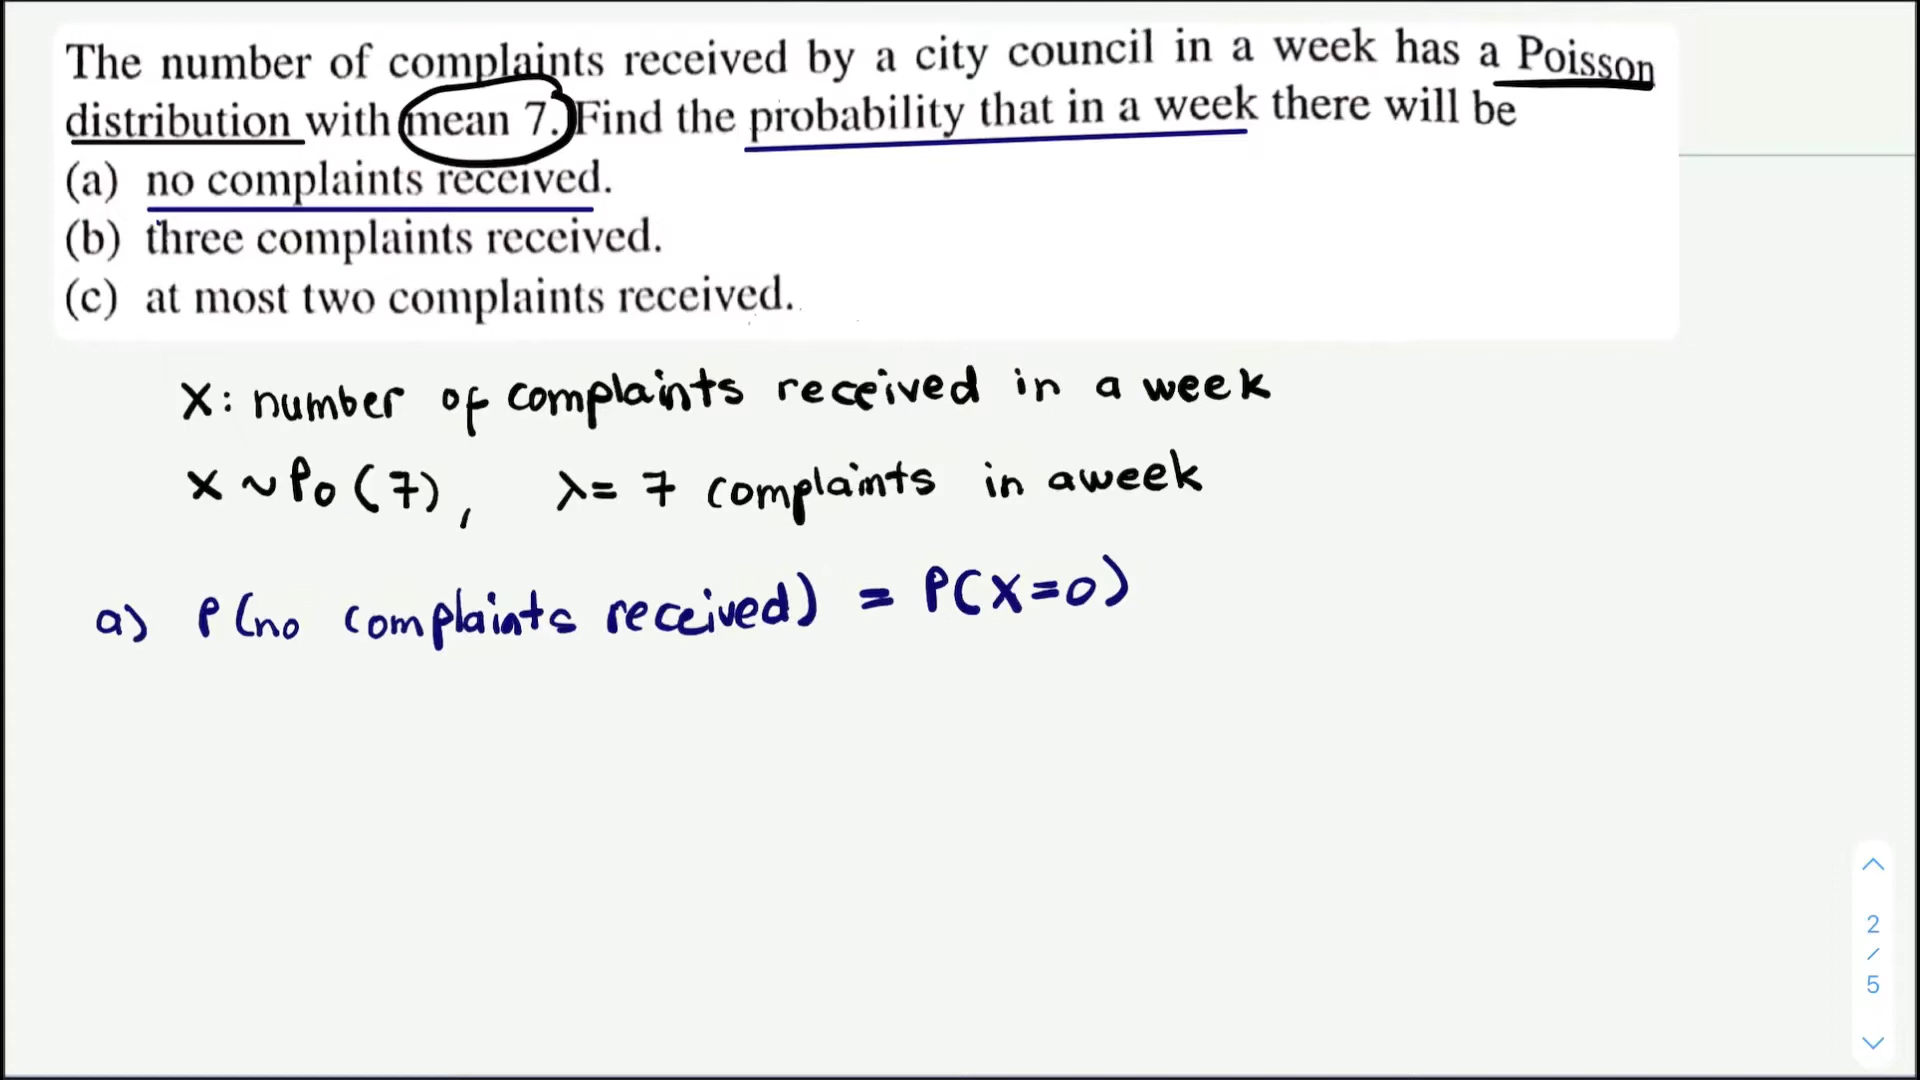 The number of complaints received by a city council in a week has a Poisson
distribution with mean 7. Find the probability that in a week there will be
(a) no complaints received.
(b) three complaints received.
(c) at most two complaints received.
X: number of complaints received in a week
X ~ Po (7), λ = 7 complaints in a week
a) P (no complaints received) = P(X=0)
2
/
5